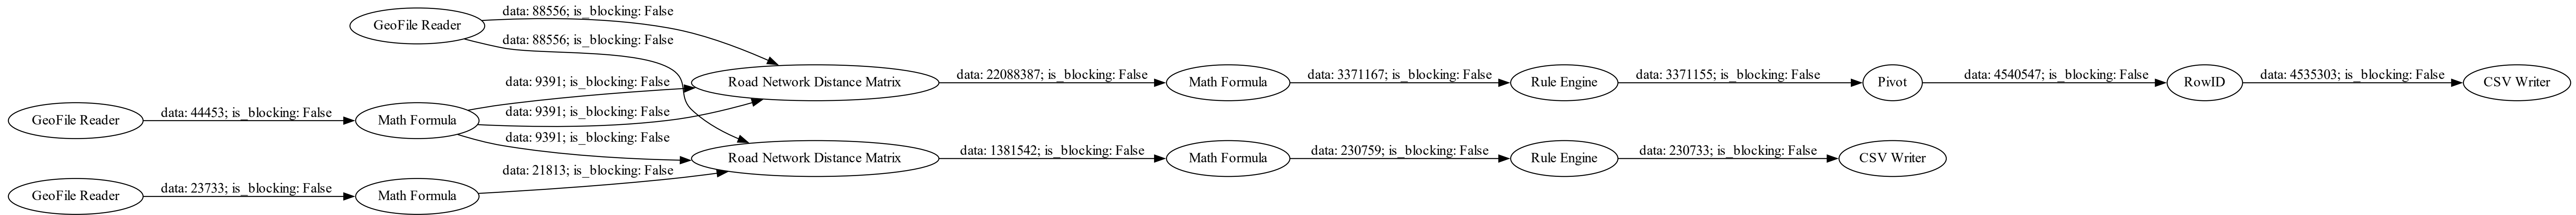 GeoFile Reader
data: 88556; is_blocking: False
data: 88556; is_blocking: False
GeoFile Reader
data: 44453; is_blocking: False
Math Formula
data: 9391; is_blocking: False
data: 9391; is_blocking: False
data: 9391; is_blocking: False
Road Network Distance Matrix
data: 22088387; is_blocking: False
Math Formula
data: 3371167; is_blocking: False
Rule Engine
data: 3371155; is_blocking: False
Pivot
data: 4540547; is_blocking: False
RowID
data: 4535303; is_blocking: False
CSV Writer
GeoFile Reader
data: 23733; is_blocking: False
Math Formula
data: 21813; is_blocking: False
Road Network Distance Matrix
data: 1381542; is_blocking: False
Math Formula
data: 230759; is_blocking: False
Rule Engine
data: 230733; is_blocking: False
CSV Writer